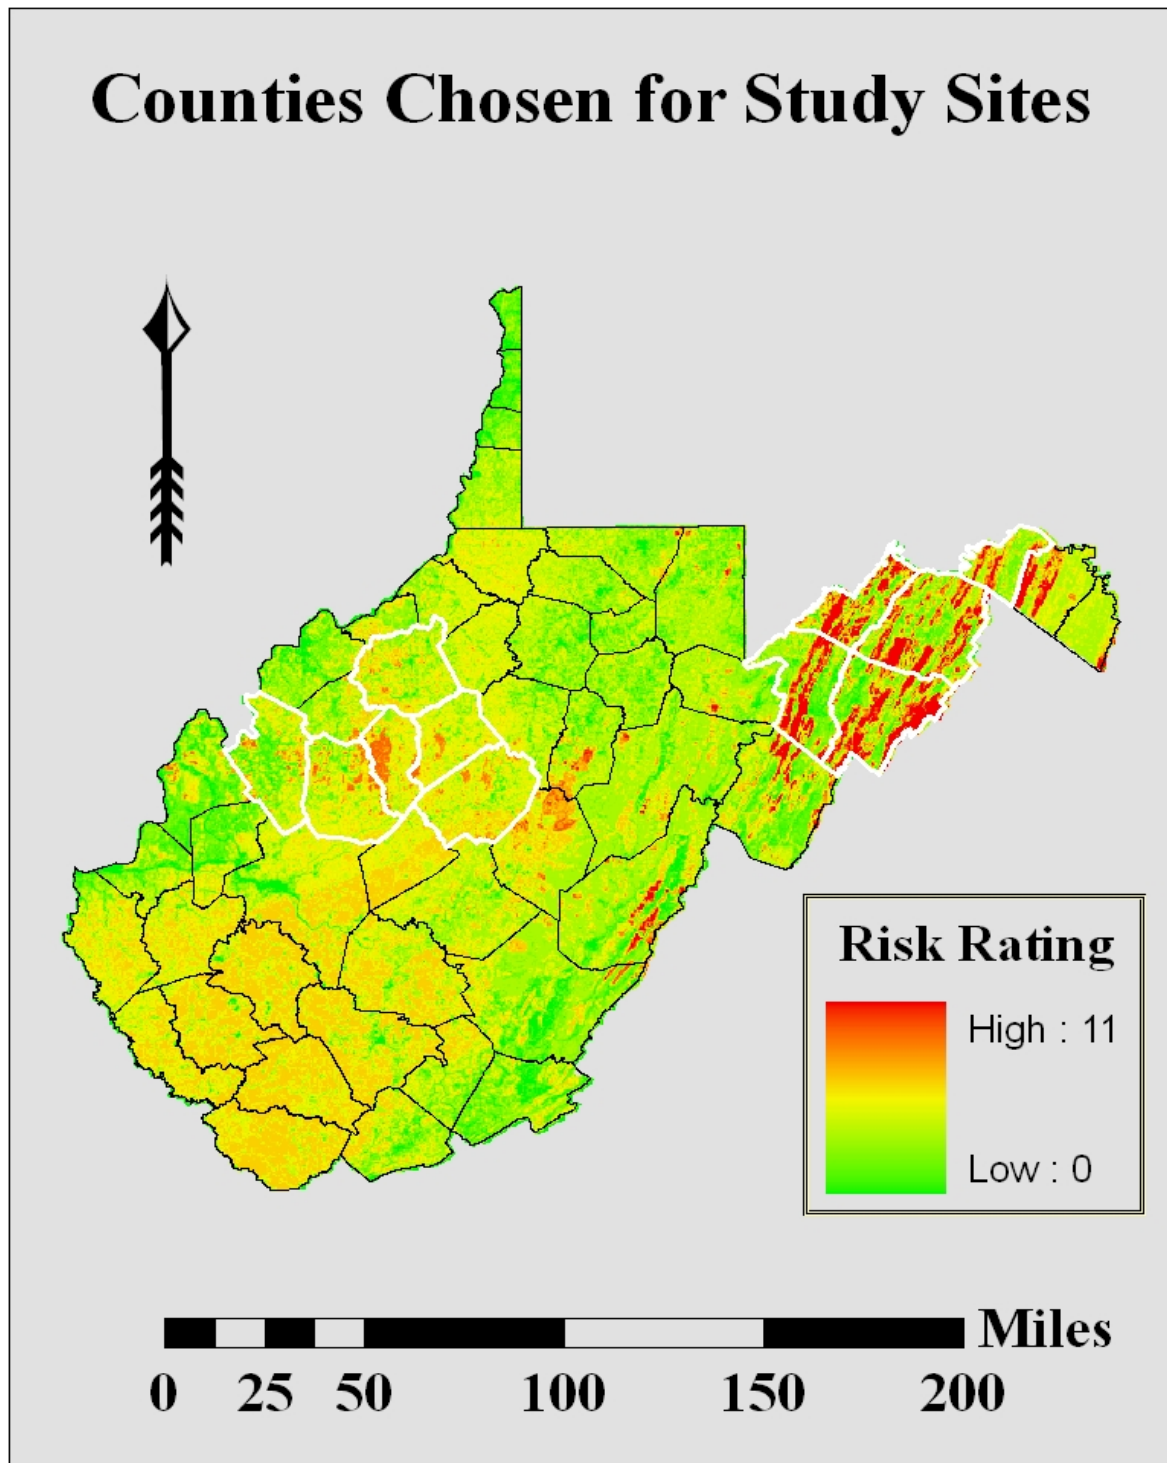 Counties Chosen for Study Sites
Risk Rating
High : 11
Low : 0
Miles
0 25 50 100 150 200